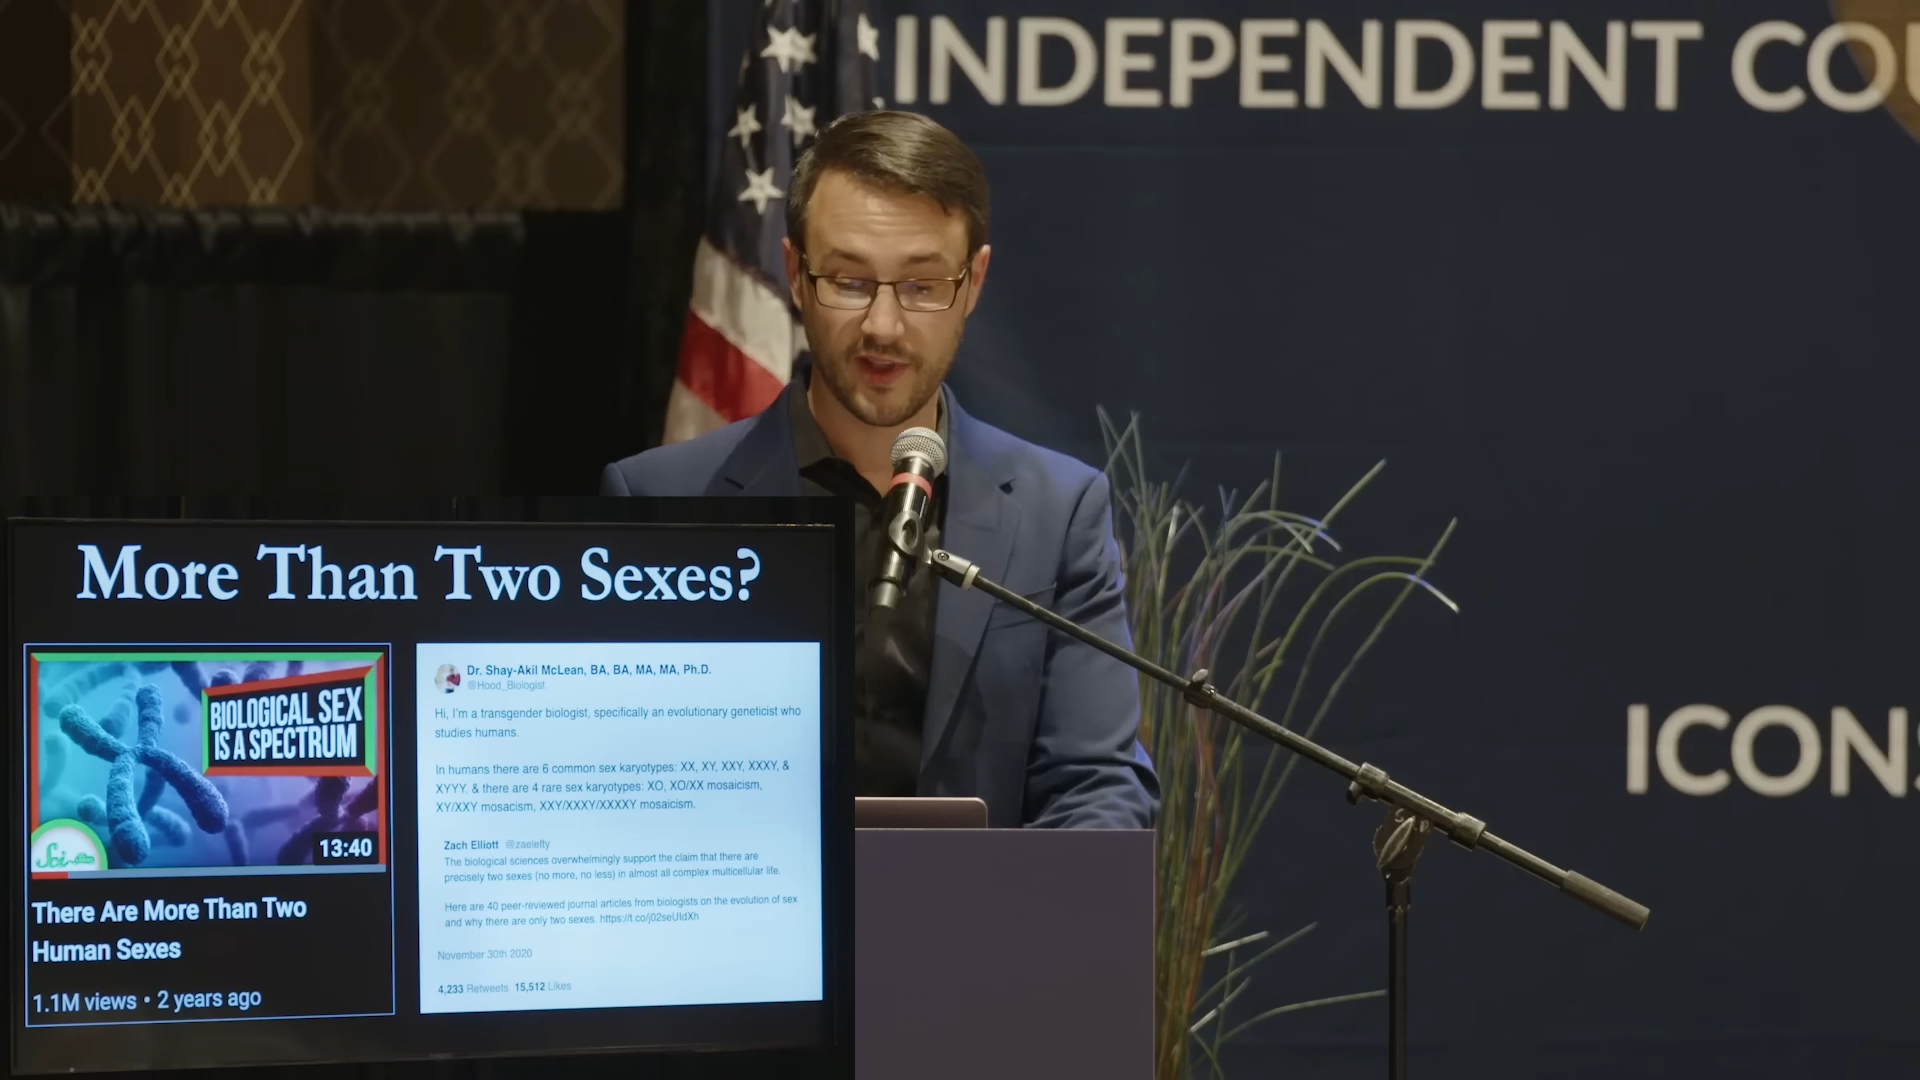 INDEPENDENT COU
ICONS
More Than Two Sexes?
BIOLOGICAL SEX
IS A SPECTRUM
Sci
13:40
There Are More Than Two
Human Sexes
1.1M views • 2 years ago
Dr. Shay-Akil McLean, BA, BA, MA, MA, Ph.D.
@Hood_Biologist
Hi, I'm a transgender biologist, specifically an evolutionary geneticist who
studies humans.
In humans there are 6 common sex karyotypes: XX, XY, XXY, XXXY, &
XYYY. & there are 4 rare sex karyotypes: XO, XO/XX mosaicism,
XY/XXY mosacism, XXY/XXXY/XXXXY mosaicism.
Zach Elliott @zaelefty
The biological sciences overwhelmingly support the claim that there are
precisely two sexes (no more, no less) in almost all complex multicellular life.
Here are 40 peer-reviewed journal articles from biologists on the evolution of sex
and why there are only two sexes. https://t.co/j02seUIdXh
November 30th 2020
4,233 Retweets 15,512 Likes